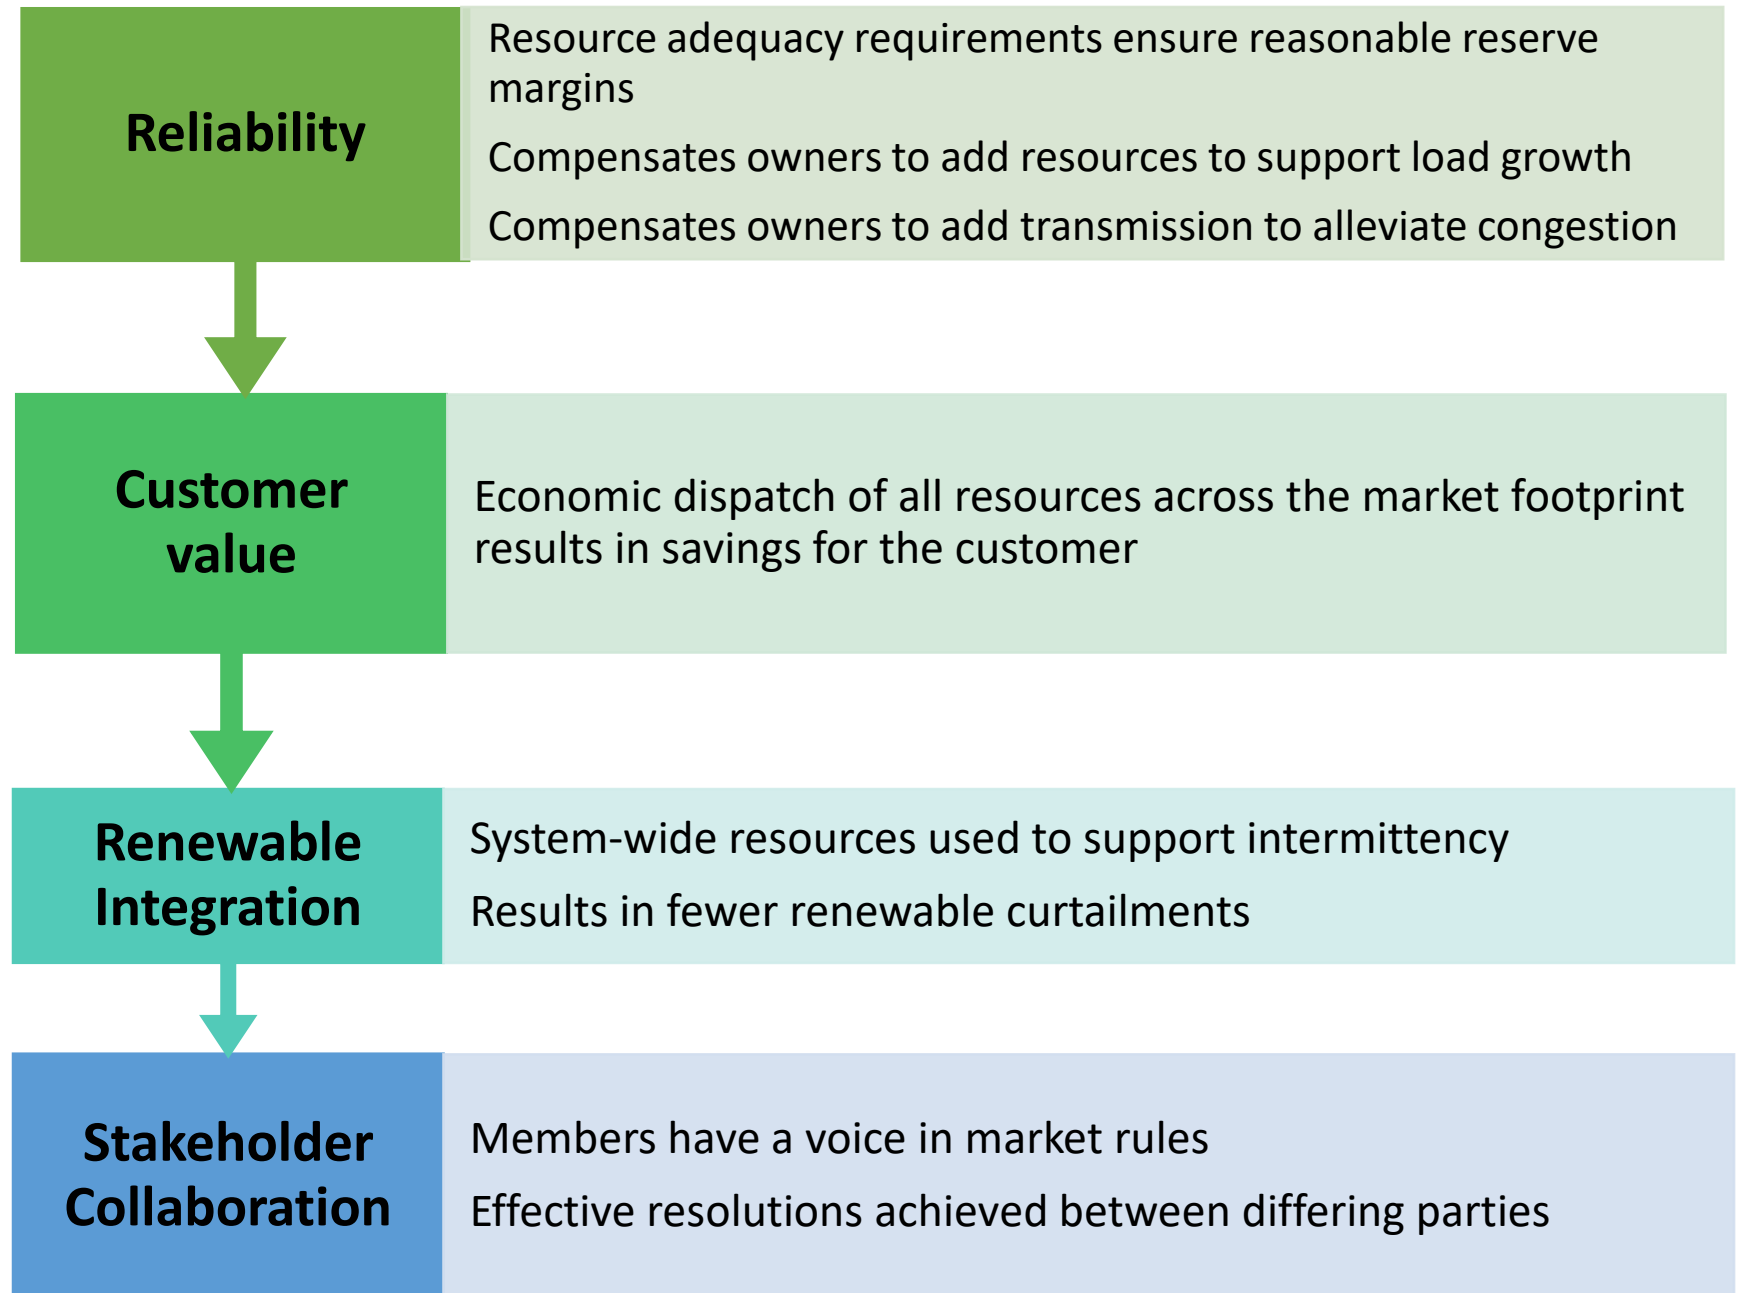 Reliability
Resource adequacy requirements ensure reasonable reserve
margins
Compensates owners to add resources to support load growth
Compensates owners to add transmission to alleviate congestion
Customer
value
Economic dispatch of all resources across the market footprint
results in savings for the customer
Renewable
Integration
System-wide resources used to support intermittency
Results in fewer renewable curtailments
Stakeholder
Collaboration
Members have a voice in market rules
Effective resolutions achieved between differing parties